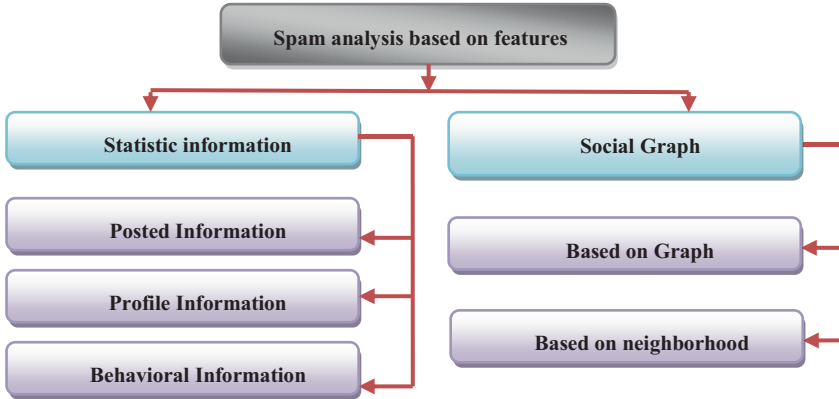 Spam analysis based on features
Statistic information
Posted Information
Profile Information
Behavioral Information
Social Graph
Based on Graph
Based on neighborhood